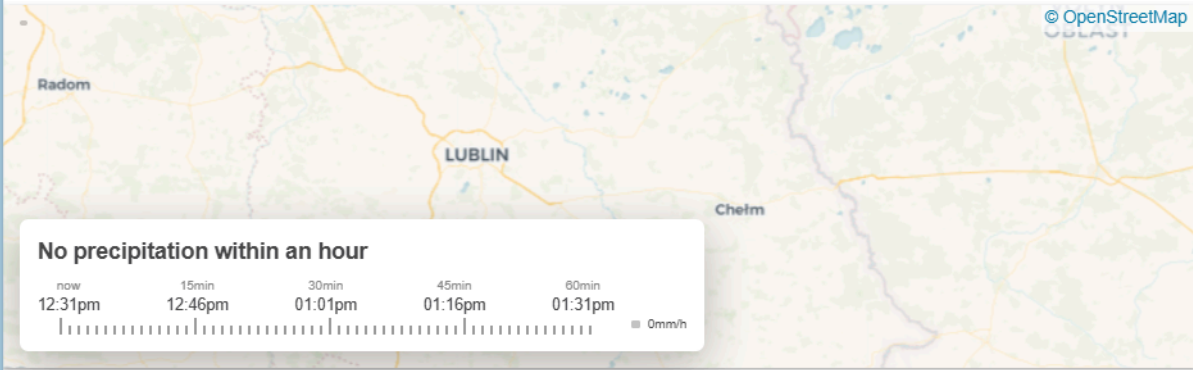 © OpenStreetMap
OBLAST
Radom
LUBLIN
Chełm
No precipitation within an hour
now 15min 30min 45min 60min
12:31pm 12:46pm 01:01pm 01:16pm 01:31pm
0mm/h